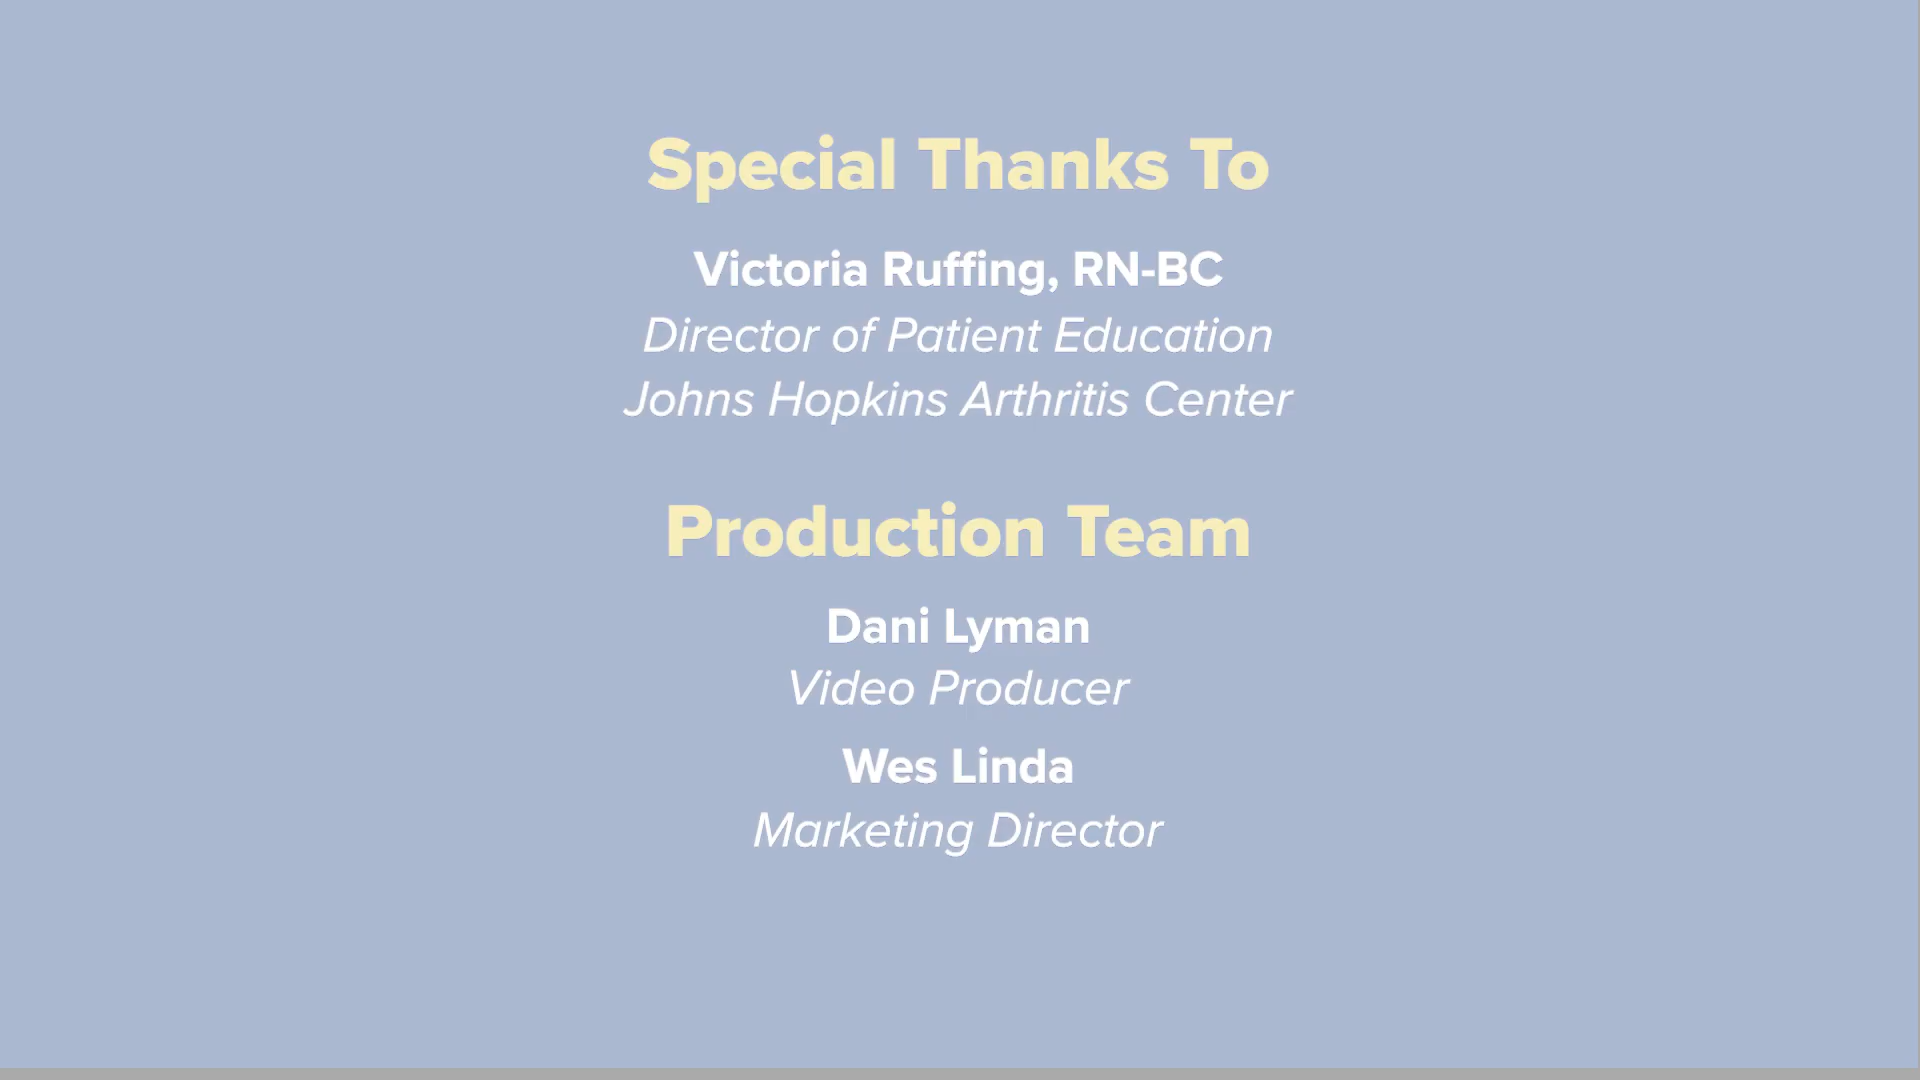 Special Thanks To
Victoria Ruffing, RN-BC
Director of Patient Education
Johns Hopkins Arthritis Center
Production Team
Dani Lyman
Video Producer
Wes Linda
Marketing Director